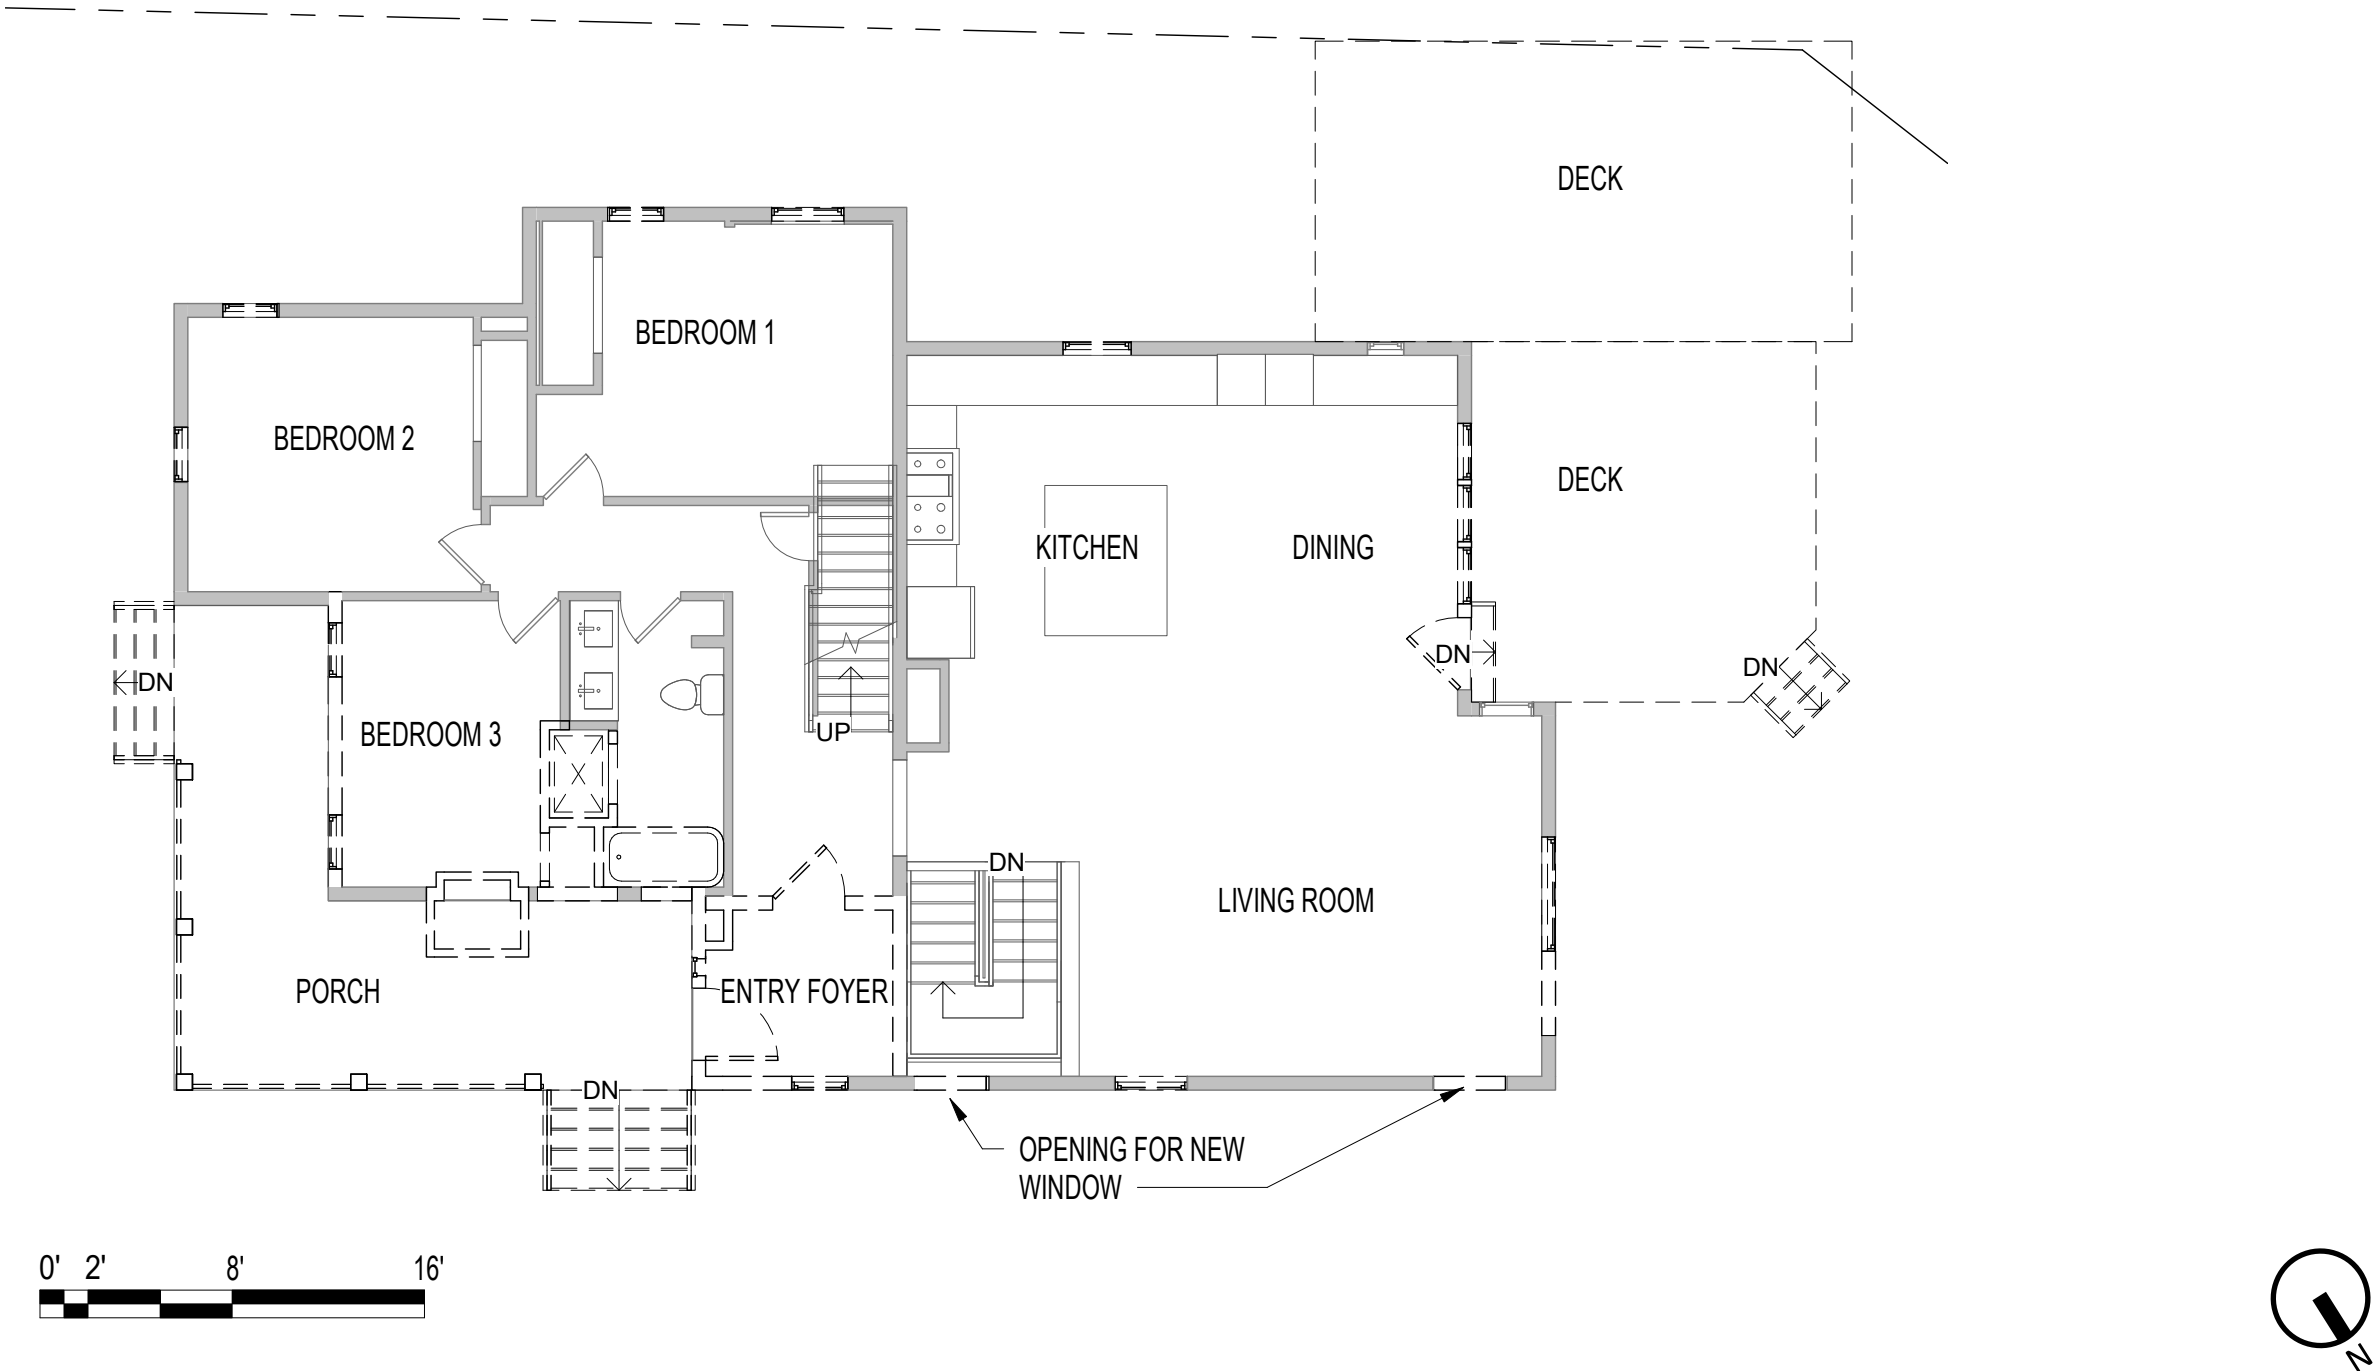 DECK
BEDROOM 1
BEDROOM 2
DECK
KITCHEN
DINING
DN
DN
DN
BEDROOM 3
UP
DN
LIVING ROOM
PORCH
ENTRY FOYER
DN
OPENING FOR NEW
WINDOW
0' 2' 8' 16'
N